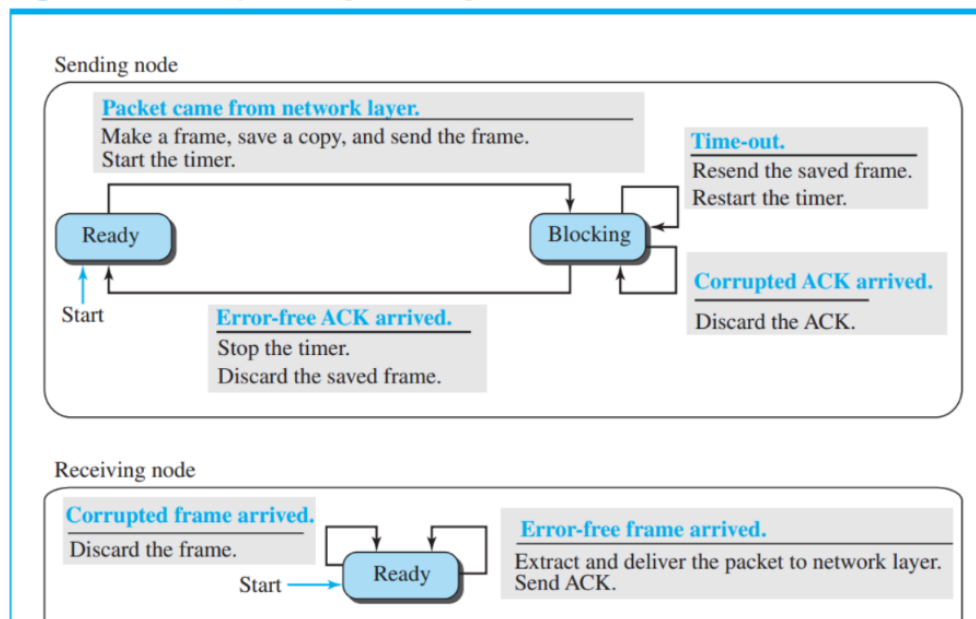 Sending node
Packet came from network layer.
Make a frame, save a copy, and send the frame.
Start the timer.
Time-out.
Resend the saved frame.
Restart the timer.
Ready
Blocking
Start
Error-free ACK arrived.
Stop the timer.
Discard the saved frame.
Corrupted ACK arrived.
Discard the ACK.
Receiving node
Corrupted frame arrived.
Discard the frame.
Start
Ready
Error-free frame arrived.
Extract and deliver the packet to network layer.
Send ACK.